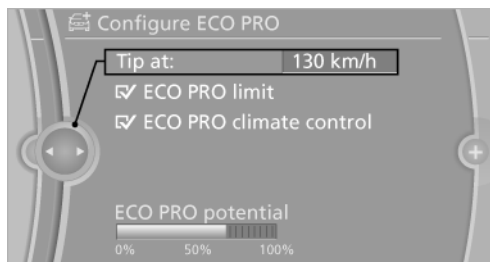 Configure ECO PRO
Tip at: 130 km/h
ECO PRO limit
ECO PRO climate control
ECO PRO potential
0% 50% 100%